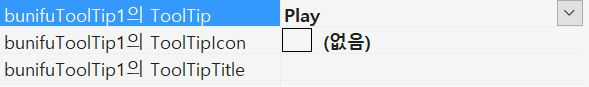 bunifuToolTip1의 ToolTip Play
bunifuToolTip1의 ToolTipIcon (없음)
bunifuToolTip1의 ToolTipTitle